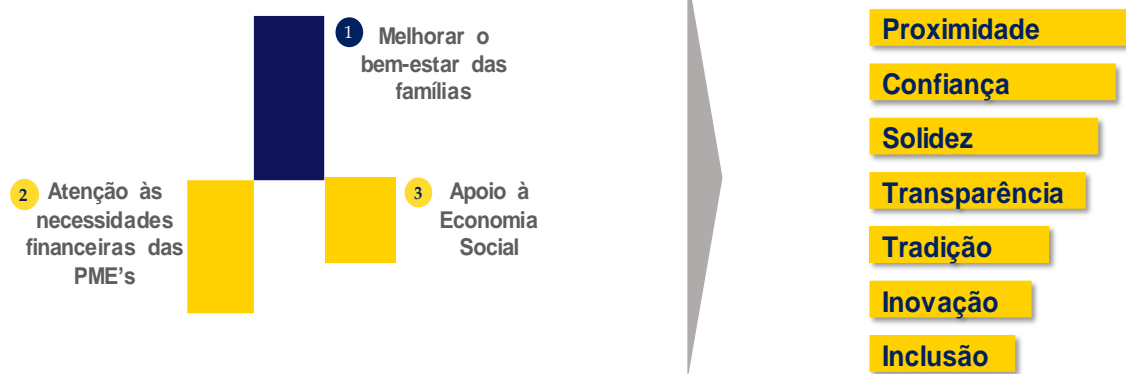 1 Melhorar o
bem-estar das
famílias
2 Atenção às
necessidades
financeiras das
PME's
3 Apoio à
Economia
Social
Proximidade
Confiança
Solidez
Transparência
Tradição
Inovação
Inclusão